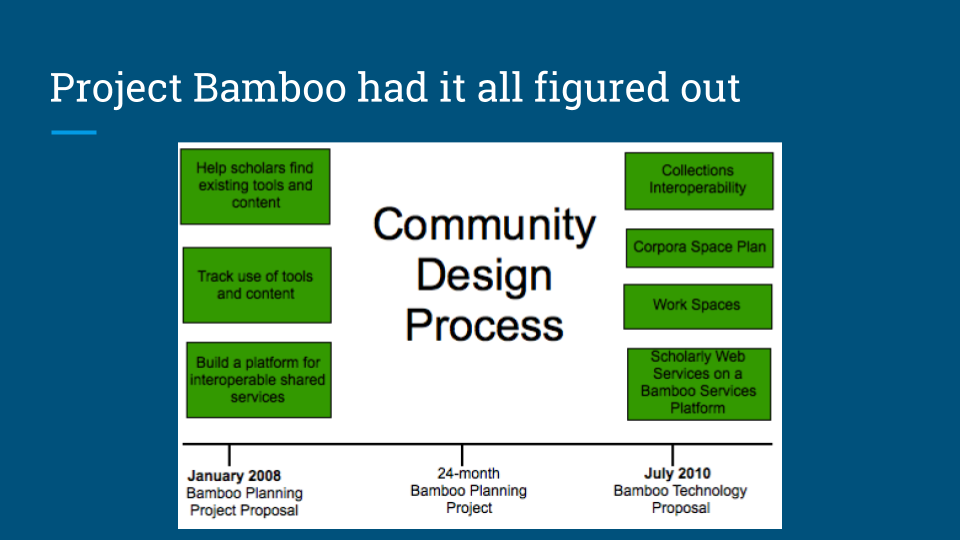 Project Bamboo had it all figured out
Help scholars find
existing tools and
content
Track use of tools
and content
Build a platform for
interoperable shared
services
Community
Design
Process
Collections
Interoperability
Corpora Space Plan
Work Spaces
Scholarly Web
Services on a
Bamboo Services
Platform
January 2008
Bamboo Planning
Project Proposal
24-month
Bamboo Planning
Project
July 2010
Bamboo Technology
Proposal